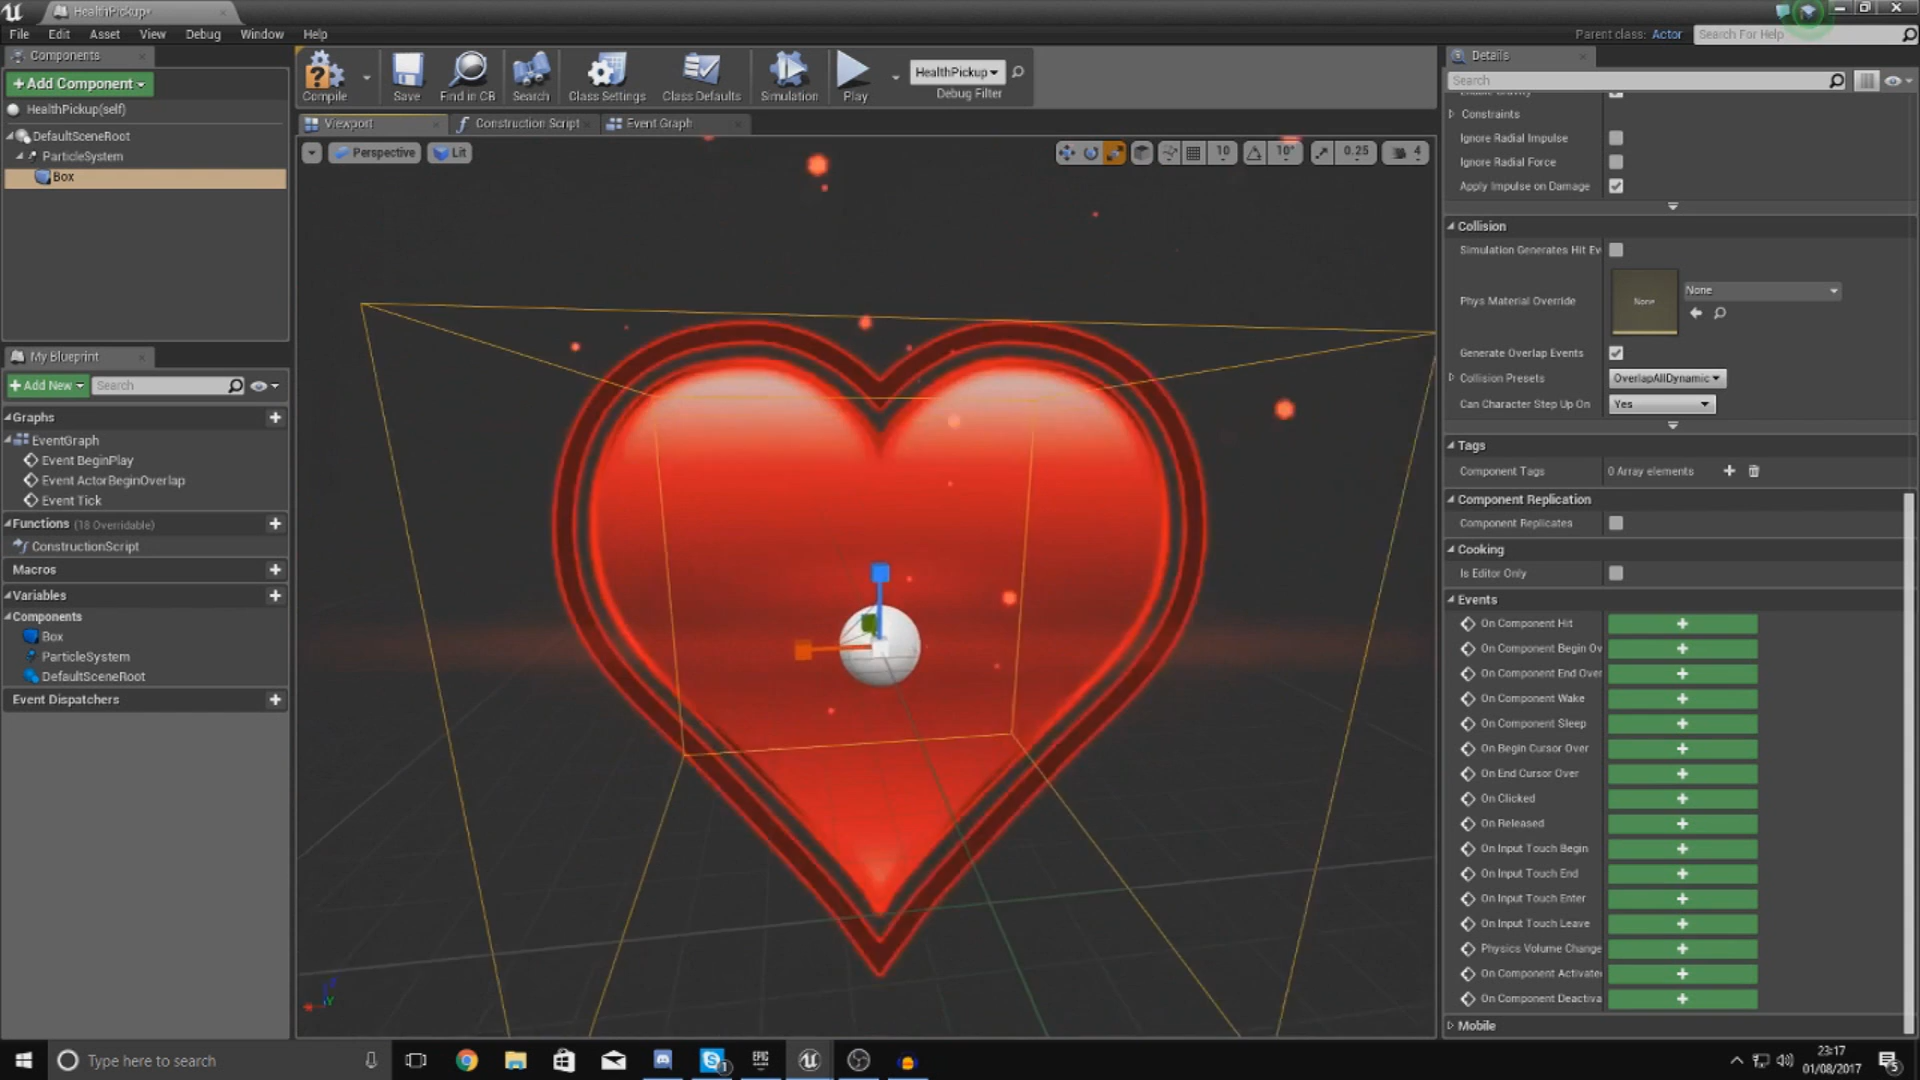 HealthPickup*
File Edit Asset View Debug Window Help
Parent class: Actor
Search For Help
Components
+Add Component
HealthPickup(self)
DefaultSceneRoot
ParticleSystem
Box
My Blueprint
+Add New
Search
Graphs
EventGraph
Event BeginPlay
Event ActorBeginOverlap
Event Tick
Functions (18 Overridable)
ConstructionScript
Macros
Variables
Components
Box
ParticleSystem
DefaultSceneRoot
Event Dispatchers
Compile
Save
Find in CB
Search
Class Settings
Class Defaults
Simulation
Play
HealthPickup
Debug Filter
Viewport
Construction Script
Event Graph
Perspective
Lit
10
10°
0.25
4
Details
Search
Constraints
Ignore Radial Impulse
Ignore Radial Force
Apply Impulse on Damage
Collision
Simulation Generates Hit Ev
Phys Material Override
None
None
Generate Overlap Events
Collision Presets
OverlapAllDynamic
Can Character Step Up On
Yes
Tags
Component Tags
0 Array elements
Component Replication
Component Replicates
Cooking
Is Editor Only
Events
On Component Hit
On Component Begin Ov
On Component End Over
On Component Wake
On Component Sleep
On Begin Cursor Over
On End Cursor Over
On Clicked
On Released
On Input Touch Begin
On Input Touch End
On Input Touch Enter
On Input Touch Leave
Physics Volume Change
On Component Activate
On Component Deactiva
Mobile
Type here to search
EPIC
23:17
01/08/2017